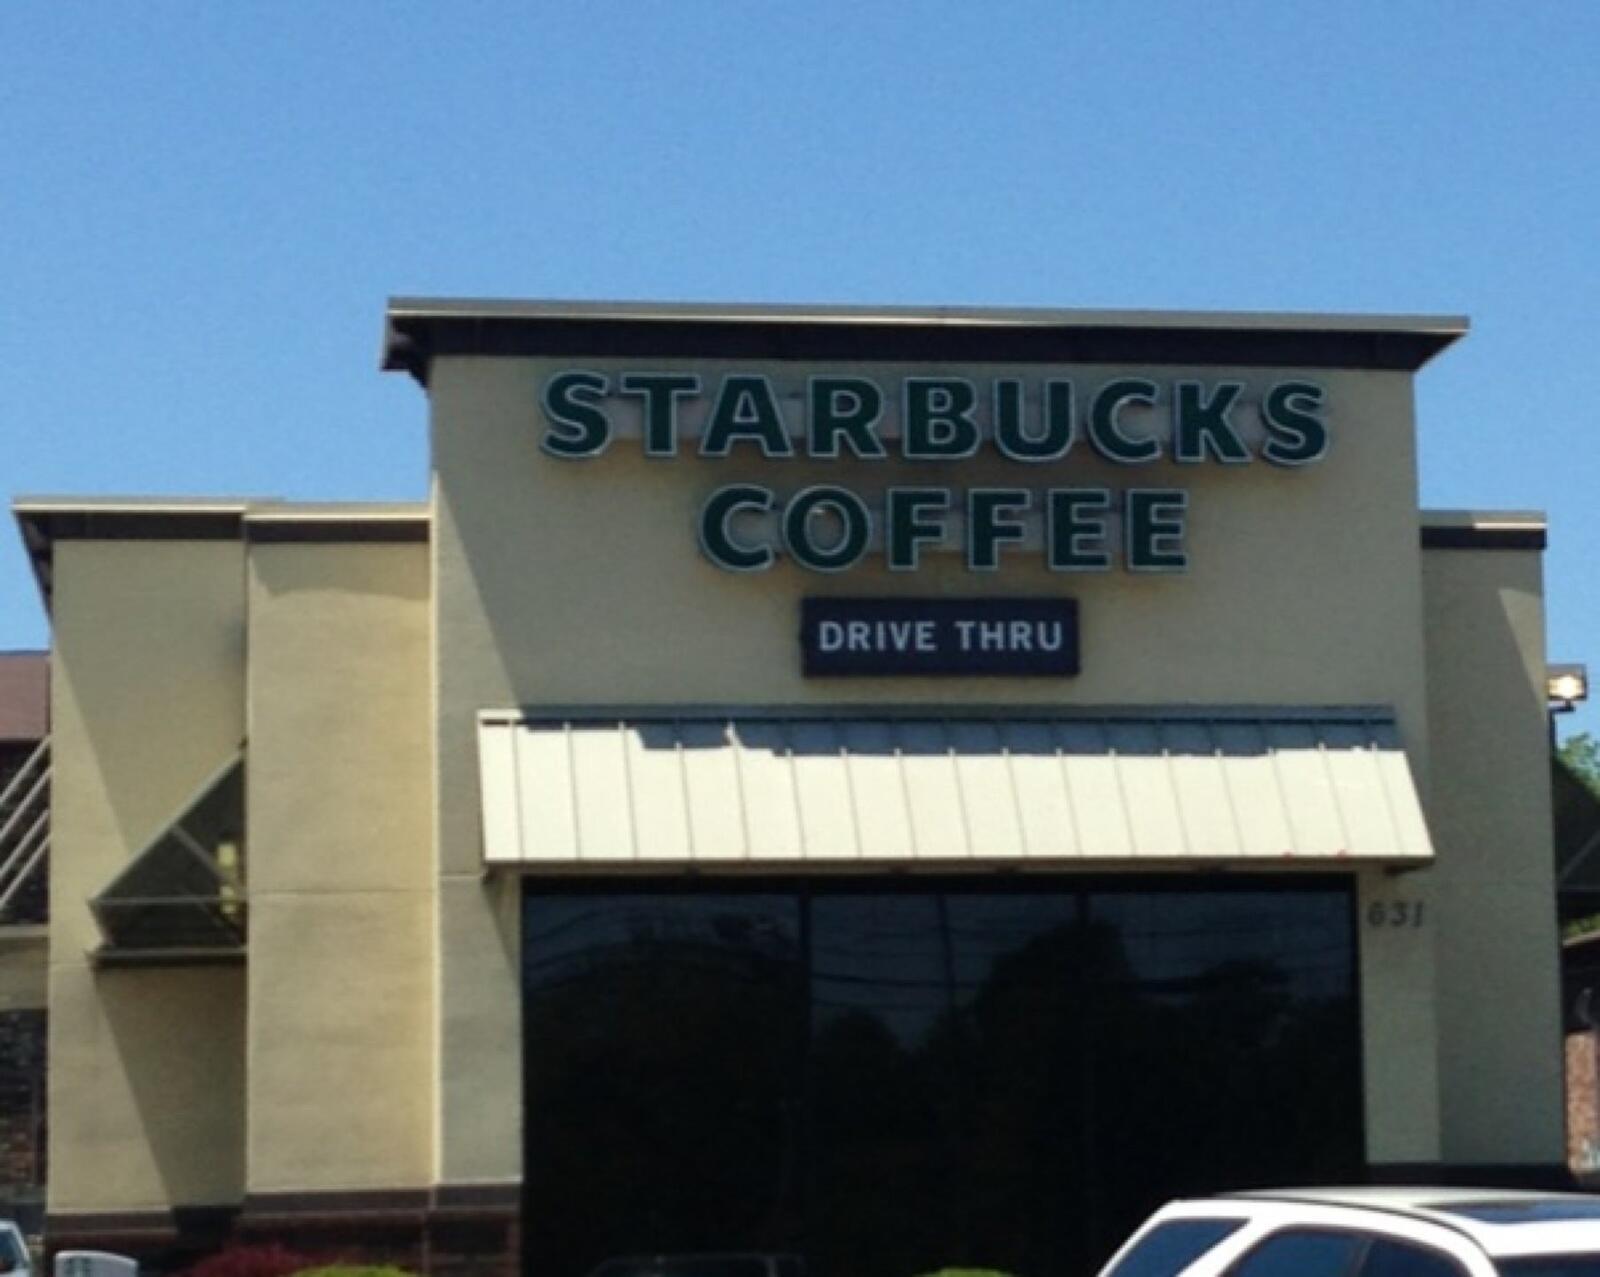 STARBUCKS
COFFEE
DRIVE THRU
631